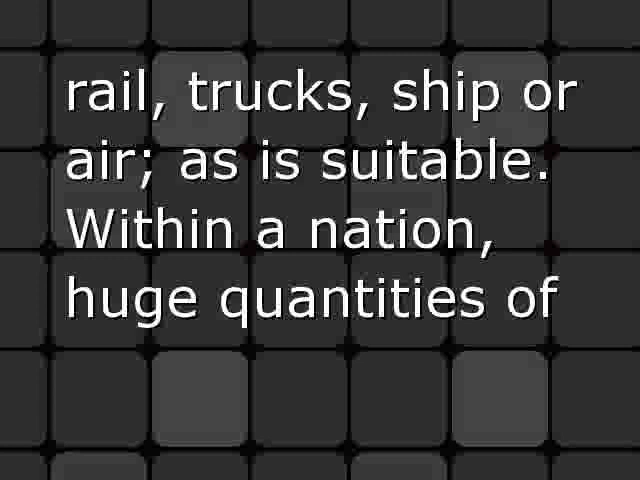 rail, trucks, ship or
air; as is suitable.
Within a nation,
huge quantities of